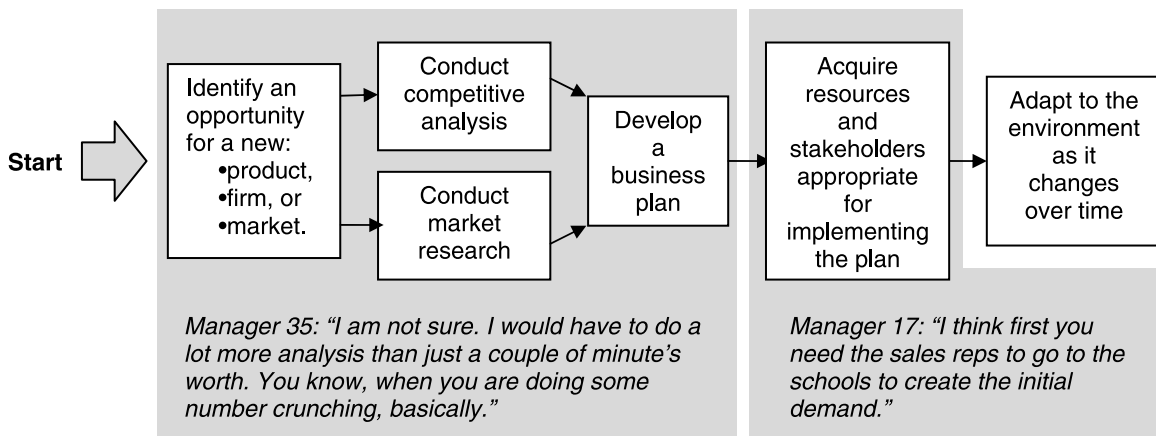 Start
Identify an
opportunity
for a new:
•product,
•firm, or
•market.
Conduct
competitive
analysis
Conduct
market
research
Develop
a
business
plan
Acquire
resources
and
stakeholders
appropriate
for
implementing
the plan
Adapt to the
environment
as it
changes
over time
Manager 35: “I am not sure. I would have to do a
lot more analysis than just a couple of minute’s
worth. You know, when you are doing some
number crunching, basically.”
Manager 17: “I think first you
need the sales reps to go to the
schools to create the initial
demand.”